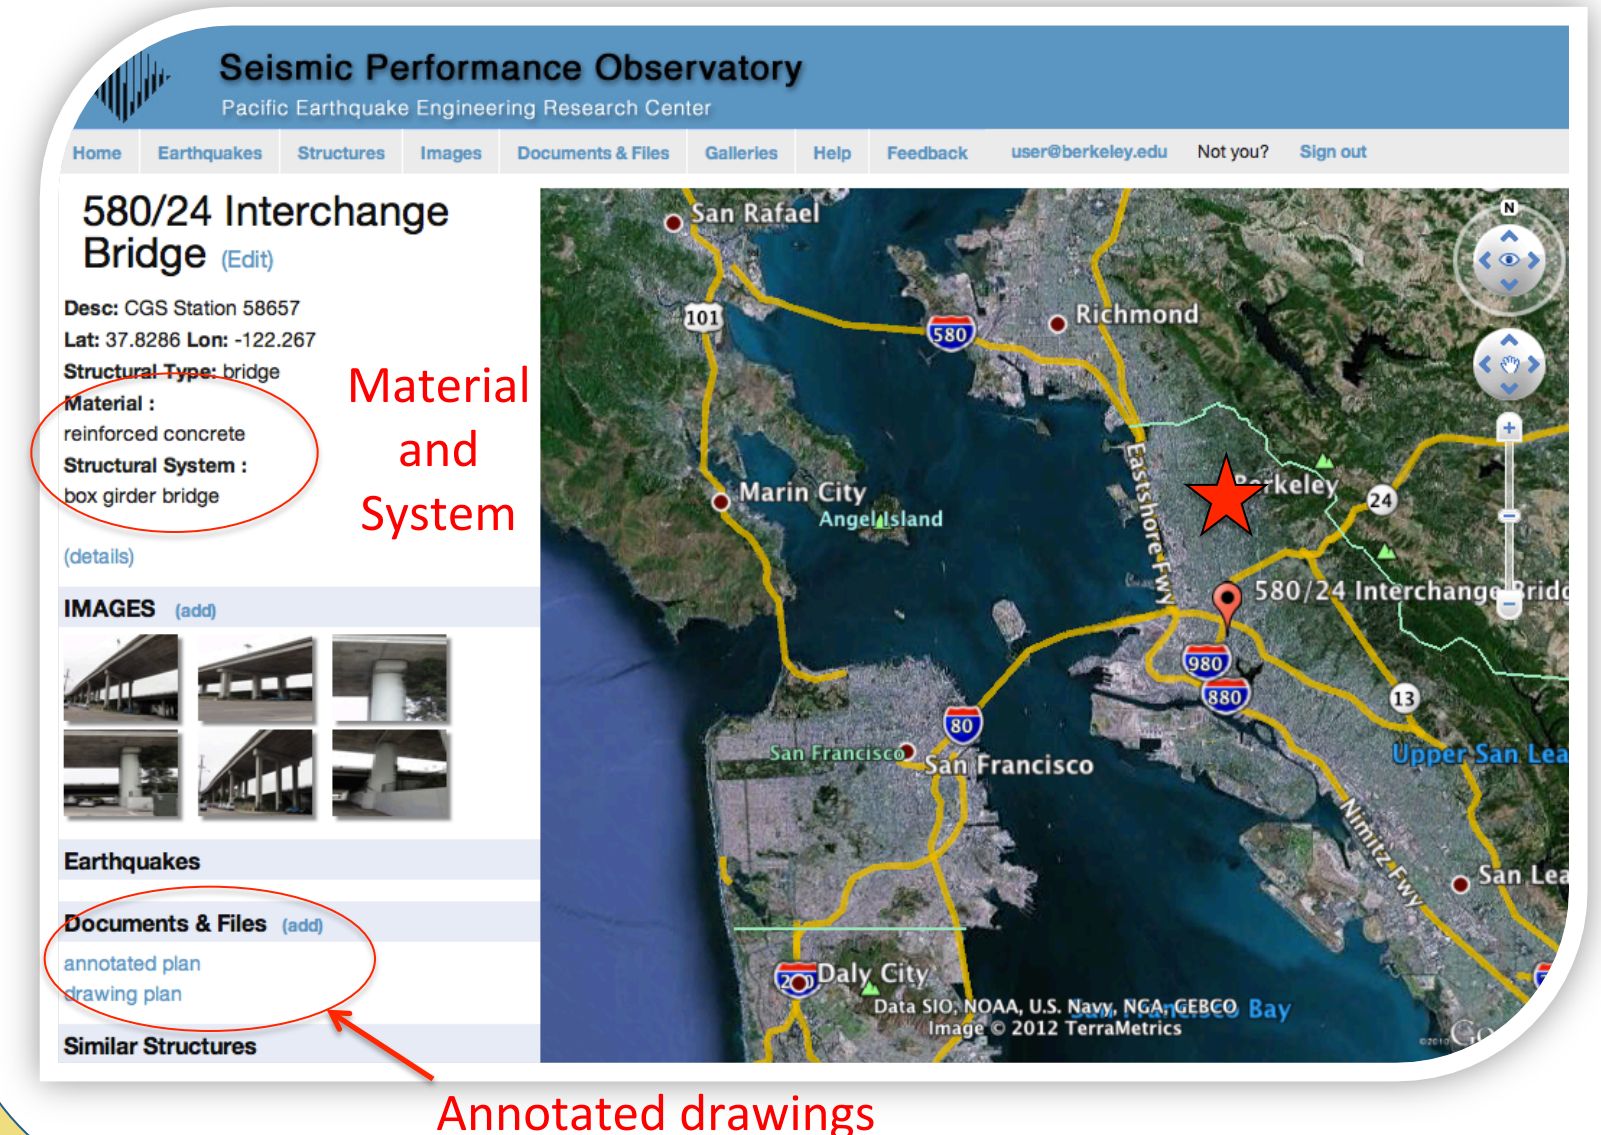 Seismic Performance Observatory
Pacific Earthquake Engineering Research Center
Home Earthquakes Structures Images Documents & Files Galleries Help Feedback user@berkeley.edu Not you? Sign out
580/24 Interchange
Bridge (Edit)
Desc: CGS Station 58657
Lat: 37.8286 Lon: -122.267
Structural Type: bridge
Material :
reinforced concrete
Structural System :
box girder bridge
(details)
Material
and
System
IMAGES (add)
Earthquakes
Documents & Files (add)
annotated plan
drawing plan
Similar Structures
Annotated drawings
N
San Rafael
101
580
Richmond
Marin City
Angel Island
Eastshore Fwy
Berkeley
24
580/24 Interchange
980
880
13
80
San Francisco
San Francisco
Upper San Lea
Nimitz Fwy
San Lea
Daly City
San Francisco Bay
Data SIO, NOAA, U.S. Navy, NGA, GEBCO
Image © 2012 TerraMetrics
©2010